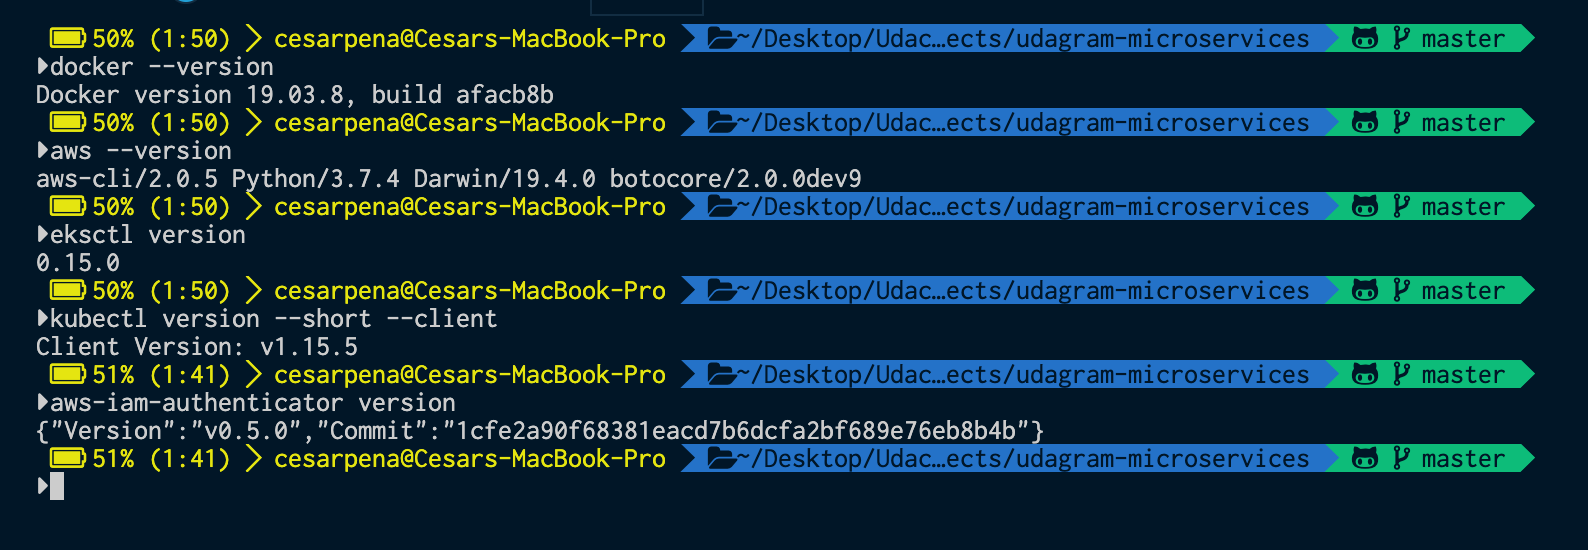 50% (1:50) cesarpena@Cesars-MacBook-Pro ~/Desktop/Udac…ects/udagram-microservices master
docker --version
Docker version 19.03.8, build afacb8b
50% (1:50) cesarpena@Cesars-MacBook-Pro ~/Desktop/Udac…ects/udagram-microservices master
aws --version
aws-cli/2.0.5 Python/3.7.4 Darwin/19.4.0 botocore/2.0.0dev9
50% (1:50) cesarpena@Cesars-MacBook-Pro ~/Desktop/Udac…ects/udagram-microservices master
eksctl version
0.15.0
50% (1:50) cesarpena@Cesars-MacBook-Pro ~/Desktop/Udac…ects/udagram-microservices master
kubectl version --short --client
Client Version: v1.15.5
51% (1:41) cesarpena@Cesars-MacBook-Pro ~/Desktop/Udac…ects/udagram-microservices master
aws-iam-authenticator version
{"Version":"v0.5.0","Commit":"1cfe2a90f68381eacd7b6dcfa2bf689e76eb8b4b"}
51% (1:41) cesarpena@Cesars-MacBook-Pro ~/Desktop/Udac…ects/udagram-microservices master